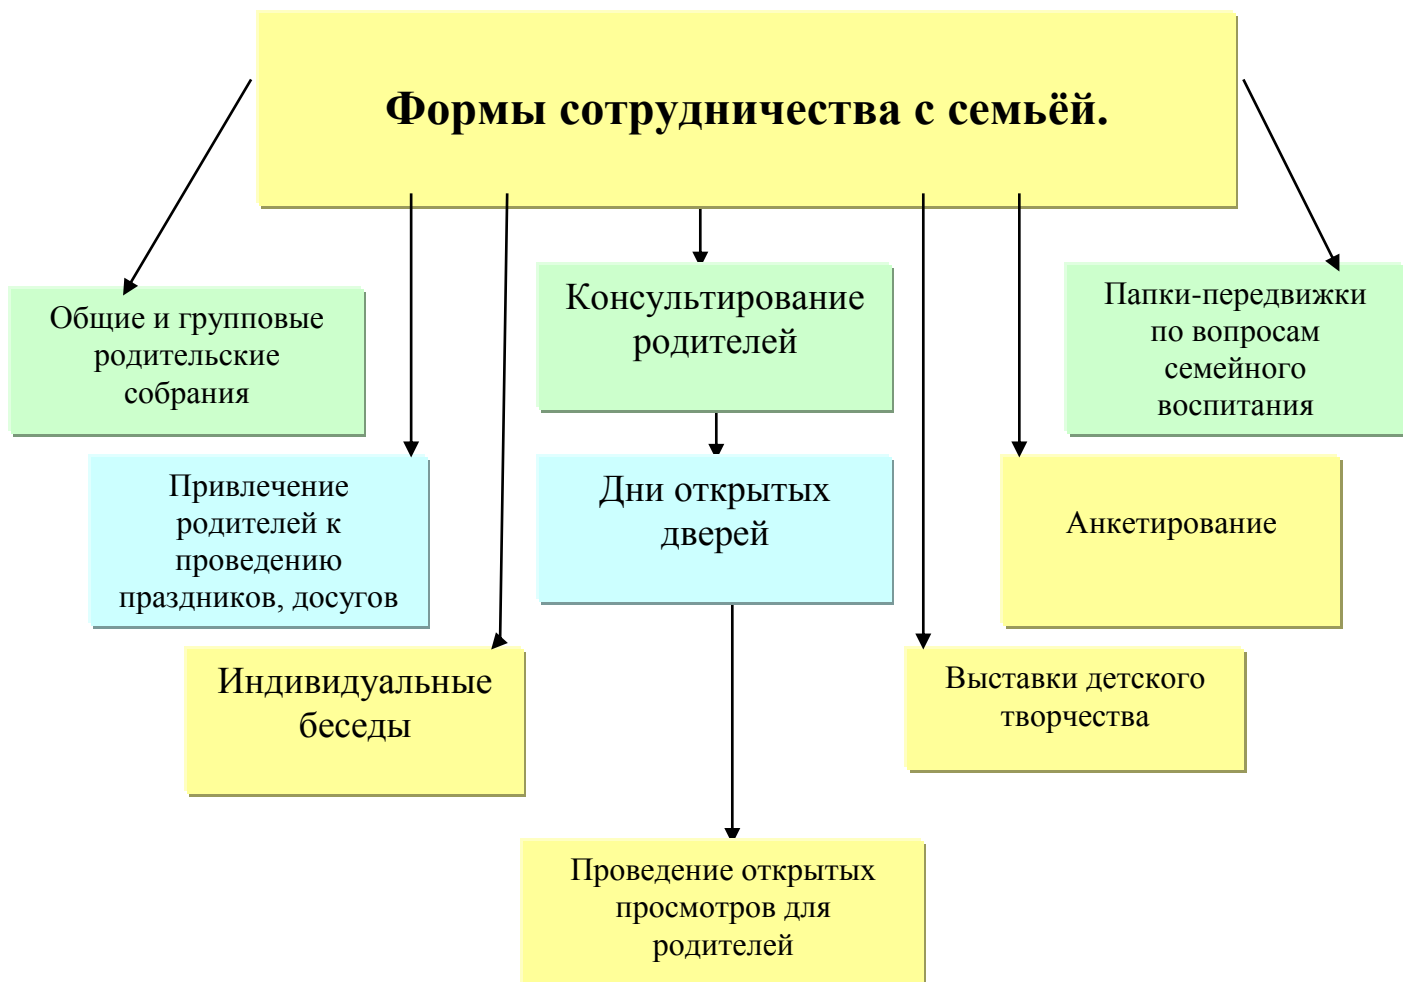 Формы сотрудничества с семьёй.
Общие и групповые
родительские
собрания
Консультирование
родителей
Папки-передвижки
по вопросам
семейного
воспитания
Привлечение
родителей к
проведению
праздников, досугов
Дни открытых
дверей
Анкетирование
Индивидуальные
беседы
Выставки детского
творчества
Проведение открытых
просмотров для
родителей